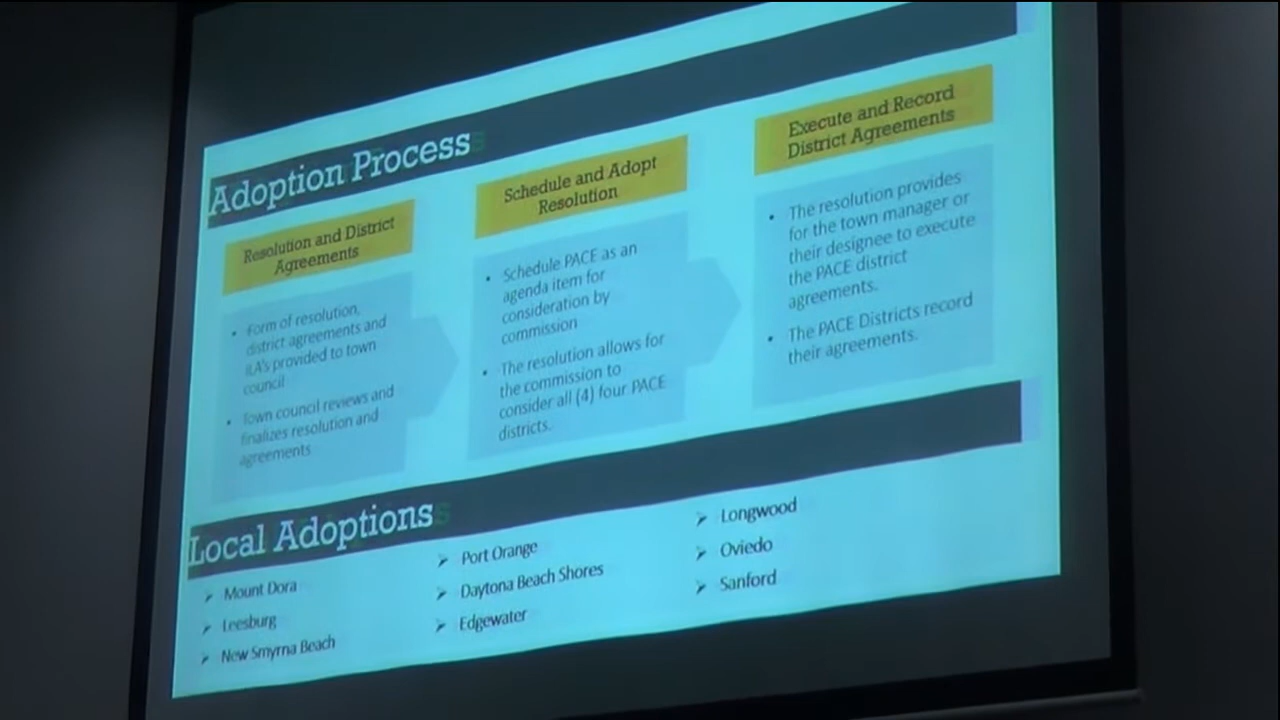 Adoption Process
Resolution and District
Agreements
• Form of resolution,
district agreements and
ILA's provided to town
council
• Town council reviews and
finalizes resolution and
agreements
Schedule and Adopt
Resolution
• Schedule PACE as an
agenda item for
consideration by
commission
• The resolution allows for
the commission to
consider all (4) four PACE
districts.
Execute and Record
District Agreements
• The resolution provides
for the town manager or
their designee to execute
the PACE district
agreements.
• The PACE Districts record
their agreements.
Local Adoptions
➢ Mount Dora
➢ Leesburg
➢ New Smyrna Beach
➢ Port Orange
➢ Daytona Beach Shores
➢ Edgewater
➢ Longwood
➢ Oviedo
➢ Sanford